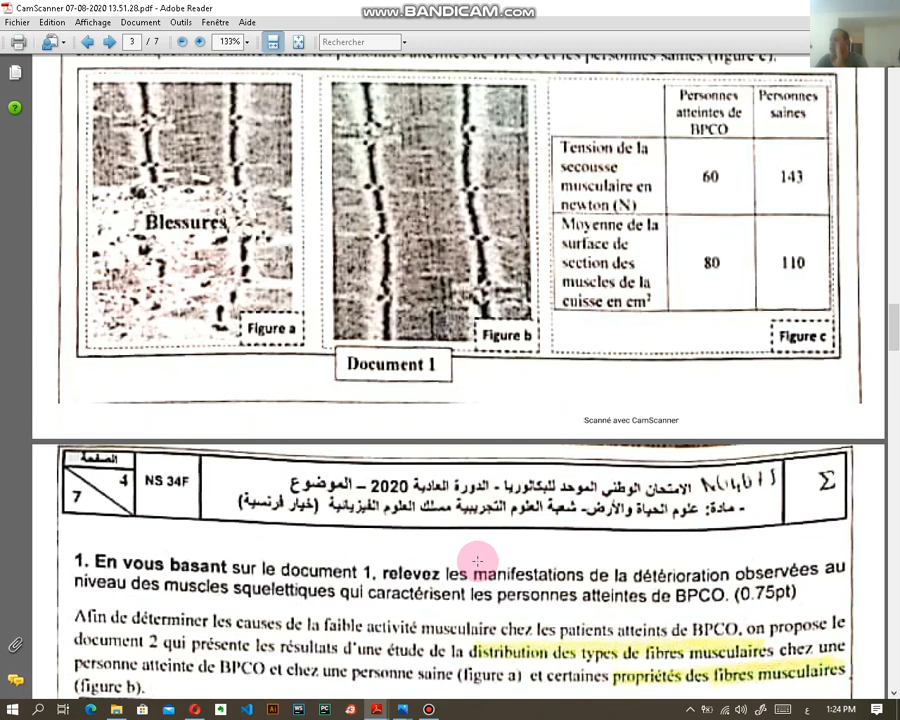 CamScanner 07-08-2020 13.51.28.pdf - Adobe Reader
www.BANDICAM.com
Fichier Edition Affichage Document Outils Fenêtre Aide
3 / 7 133% Rechercher
les personnes saines (figure c).
Blessures
Figure a
Figure b
Personnes atteintes de BPCO
Personnes saines
Tension de la secousse musculaire en newton (N)
60
143
Moyenne de la surface de section des muscles de la cuisse en cm²
80
110
Figure c
Document 1
Scanné avec CamScanner
الصفحة
4
7
NS 34F
الامتحان الوطني الموحد للبكالوريا - الدورة العادية 2020 – الموضوع
- مادة: علوم الحياة والأرض- شعبة العلوم التجريبية مسلك العلوم الفيزيائية (خيار فرنسية)
Σ
1. En vous basant sur le document 1, relevez les manifestations de la détérioration observées au
niveau des muscles squelettiques qui caractérisent les personnes atteintes de BPCO. (0.75pt)
Afin de déterminer les causes de la faible activité musculaire chez les patients atteints de BPCO, on propose le
document 2 qui présente les résultats d'une étude de la distribution des types de fibres musculaires chez une
personne atteinte de BPCO et chez une personne saine (figure a) et certaines propriétés des fibres musculaires
(figure b).
1:24 PM